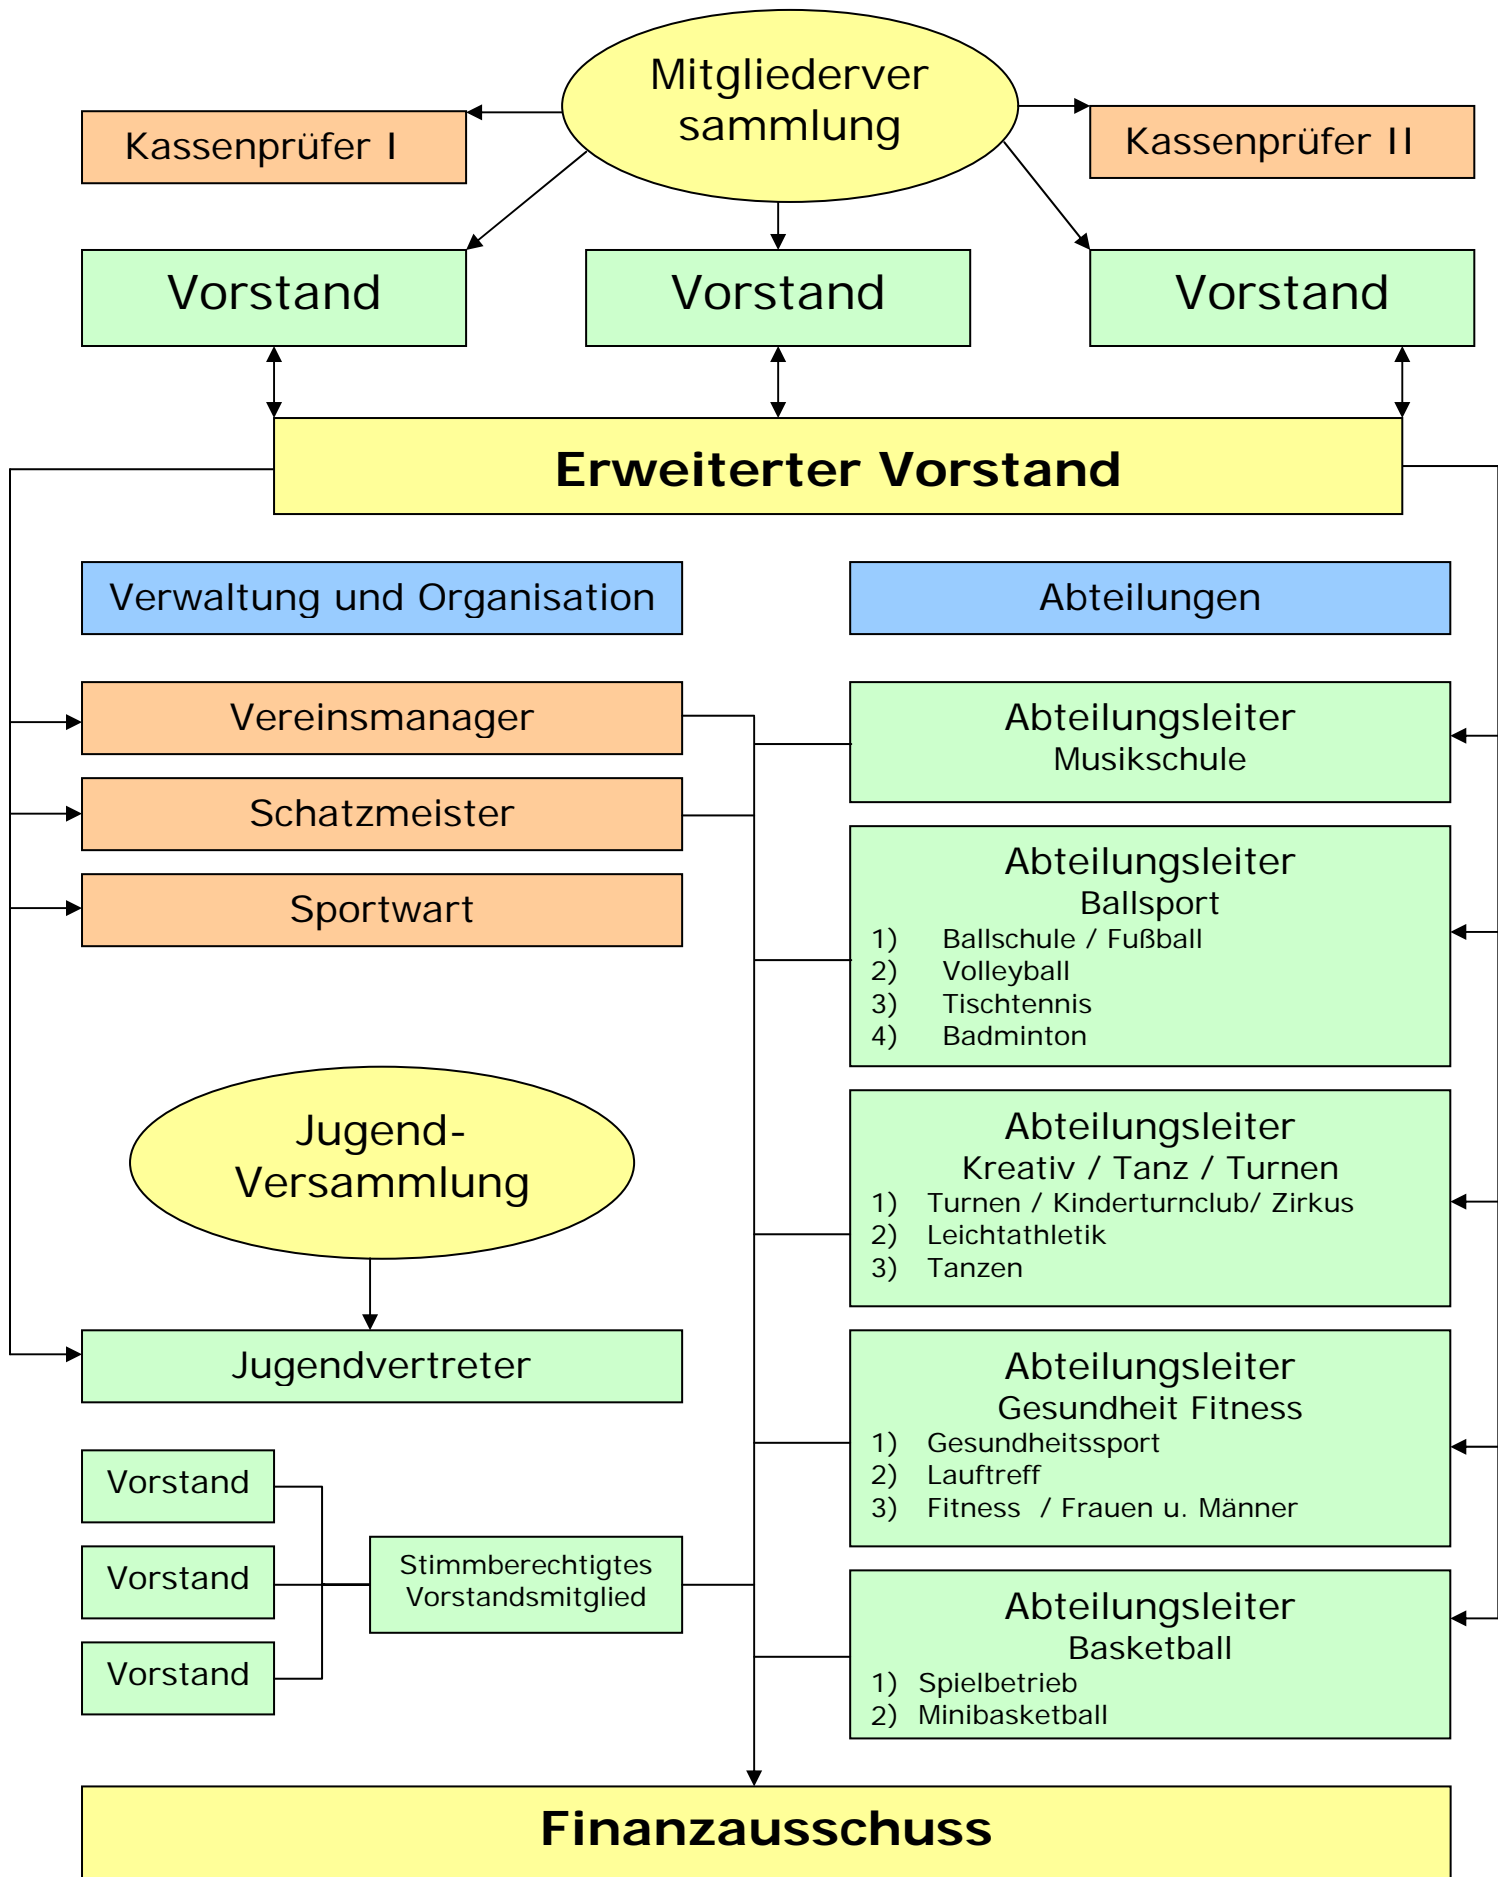 Mitgliederver
sammlung
Kassenprüfer I
Kassenprüfer II
Vorstand
Vorstand
Vorstand
Erweiterter Vorstand
Verwaltung und Organisation
Abteilungen
Vereinsmanager
Schatzmeister
Sportwart
Jugend-
Versammlung
Jugendvertreter
Vorstand
Vorstand
Vorstand
Stimmberechtigtes
Vorstandsmitglied
Abteilungsleiter
Musikschule
Abteilungsleiter
Ballsport
1) Ballschule / Fußball
2) Volleyball
3) Tischtennis
4) Badminton
Abteilungsleiter
Kreativ / Tanz / Turnen
1) Turnen / Kinderturnclub/ Zirkus
2) Leichtathletik
3) Tanzen
Abteilungsleiter
Gesundheit Fitness
1) Gesundheitssport
2) Lauftreff
3) Fitness / Frauen u. Männer
Abteilungsleiter
Basketball
1) Spielbetrieb
2) Minibasketball
Finanzausschuss